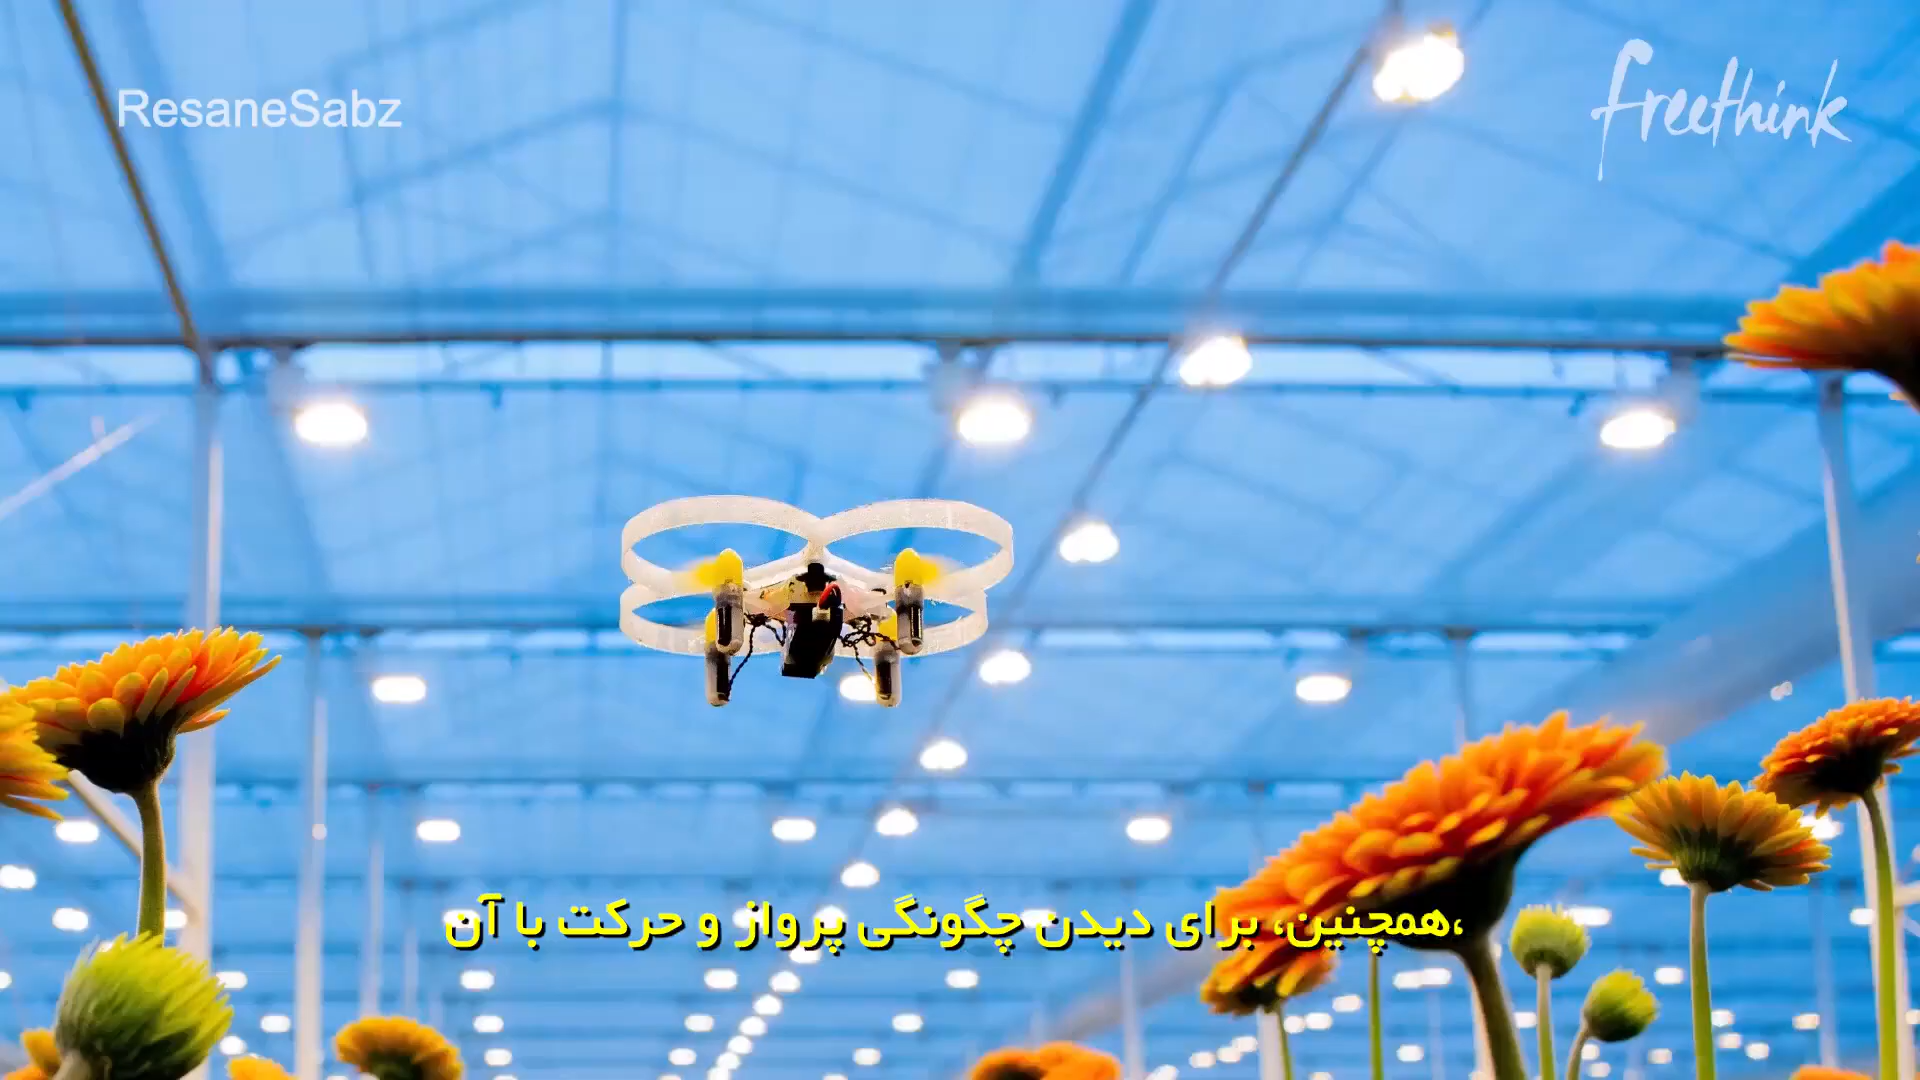 ResaneSabz
freethink
،همچنین، برای دیدن چگونگی پرواز و حرکت با آن